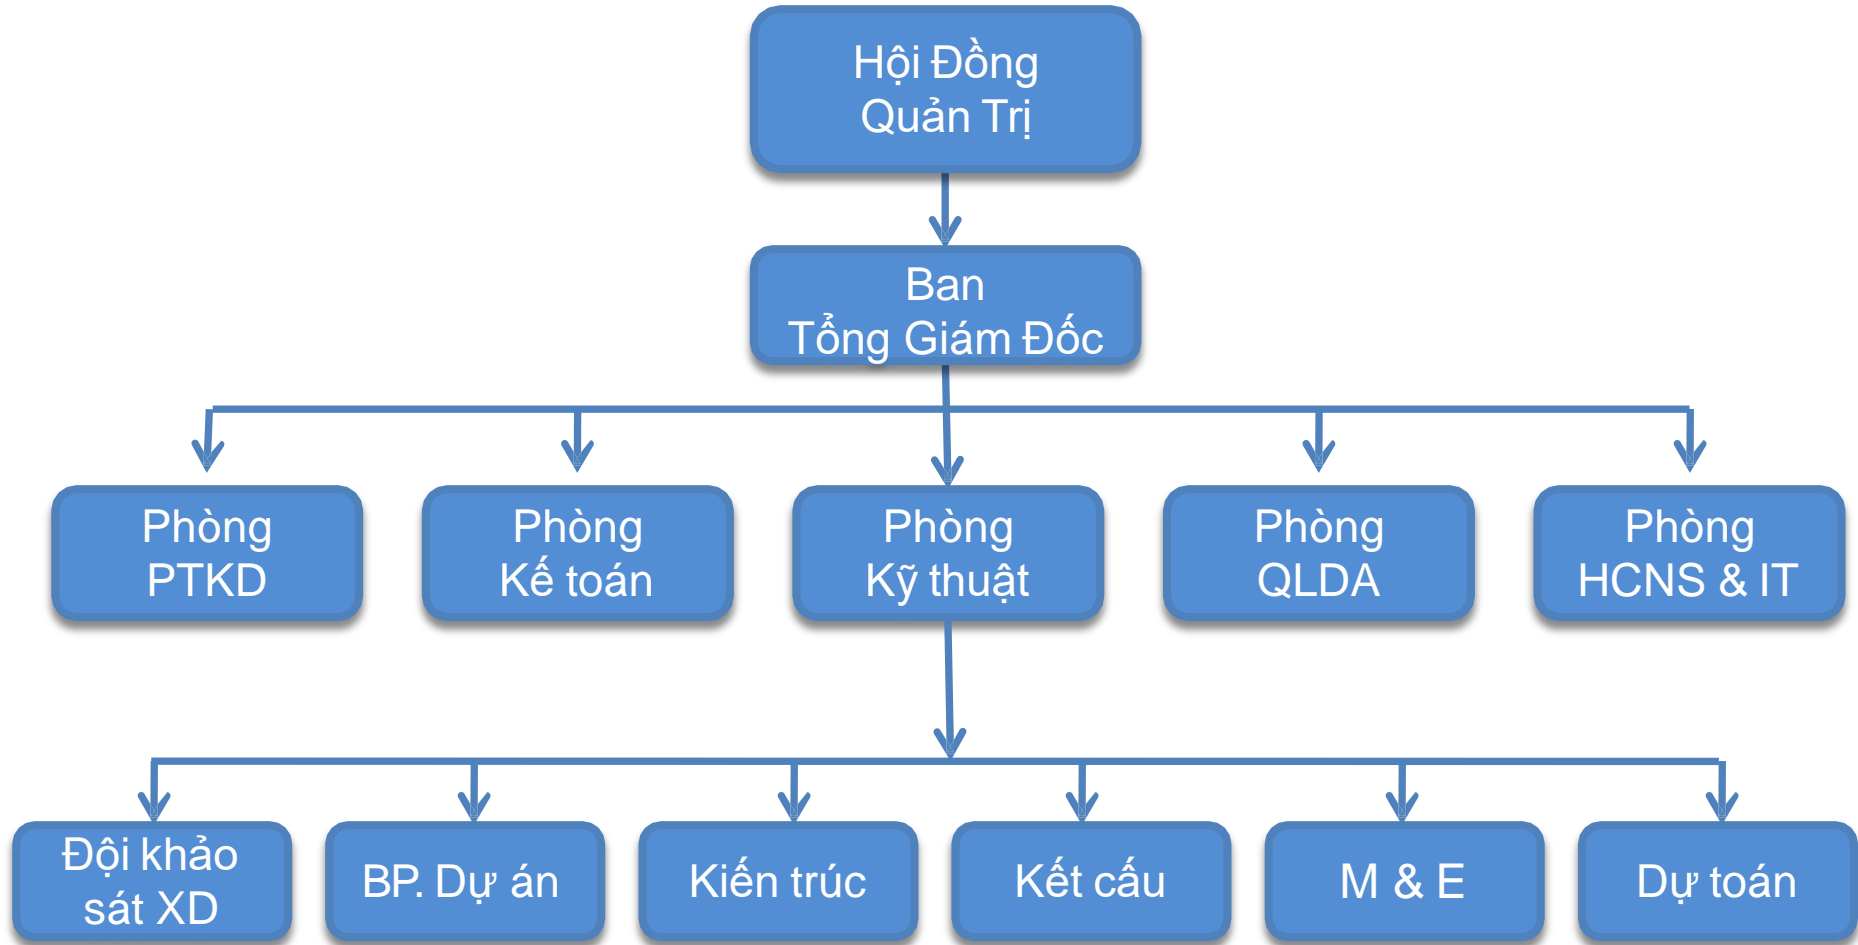 Hội Đồng
Quản Trị
Ban
Tổng Giám Đốc
Phòng
PTKD
Phòng
Kế toán
Phòng
Kỹ thuật
Phòng
QLDA
Phòng
HCNS & IT
Đội khảo
sát XD
BP. Dự án
Kiến trúc
Kết cấu
M & E
Dự toán